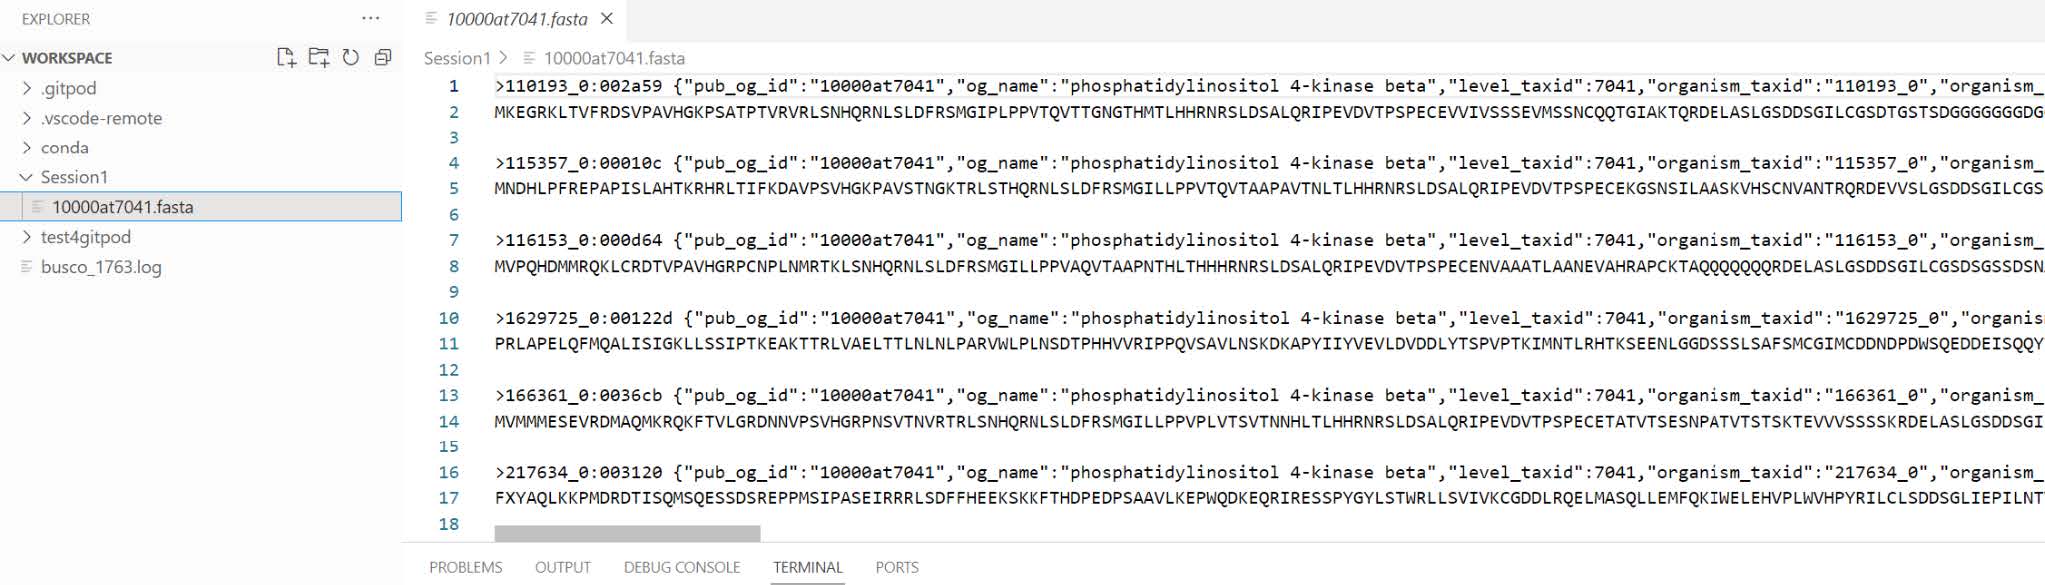 EXPLORER
WORKSPACE
.gitpod
.vscode-remote
conda
Session1
10000at7041.fasta
test4gitpod
busco_1763.log
10000at7041.fasta
Session1 > 10000at7041.fasta
1 >110193_0:002a59 {"pub_og_id":"10000at7041","og_name":"phosphatidylinositol 4-kinase beta","level_taxid":7041,"organism_taxid":"110193_0","organism_
2 MKEGRKLTVFRDSVPAVHGKPSATPTVRVRLSNHQRNLSLDFRSMGIPLPPVTQVTTGNGTHMTLHHRNRSLDSALQRIPEVDVTPSPECEVVIVSSSEVMSSNCQQTGIAKTQRDELASLGSDDSGILCGSDTGSTSDGGGGGGGDG
3
4 >115357_0:00010c {"pub_og_id":"10000at7041","og_name":"phosphatidylinositol 4-kinase beta","level_taxid":7041,"organism_taxid":"115357_0","organism_
5 MNDHLPFREPAPISLAHTKRHRLTIFKDAVPSVHGKPAVSTNGKTRLSTHQRNLSLDFRSMGILLPPVTQVTAAPAVTNLTLHHRNRSLDSALQRIPEVDVTPSPECEKGSNSILAASKVHSCNVANTRQRDEVVSLGSDDSGILCGS
6
7 >116153_0:000d64 {"pub_og_id":"10000at7041","og_name":"phosphatidylinositol 4-kinase beta","level_taxid":7041,"organism_taxid":"116153_0","organism_
8 MVPQHDMMRQKLCRDTVPAVHGRPCNPLNMRTKLSNHQRNLSLDFRSMGILLPPVAQVTAAPNTHLTHHHRNRSLDSALQRIPEVDVTPSPECENVAAATLAANEVAHRAPCKTAQQQQQQQRDELASLGSDDSGILCGSDSGSSDSN
9
10 >1629725_0:00122d {"pub_og_id":"10000at7041","og_name":"phosphatidylinositol 4-kinase beta","level_taxid":7041,"organism_taxid":"1629725_0","organis
11 PRLAPELQFMQALISIGKLLSSIPTKEAKTTRLVAELTTLNLNLPARVWLPLNSDTPHHVVRIPPQVSAVLNSKDKAPYIIYVEVLDVDDLYTSPVPTKIMNTLRHTKSEENLGGDSSSLSAFSMCGIMCDDNDPDWSQEDDEISQQY
12
13 >166361_0:0036cb {"pub_og_id":"10000at7041","og_name":"phosphatidylinositol 4-kinase beta","level_taxid":7041,"organism_taxid":"166361_0","organism_
14 MVMMMESEVRDMAQMKRQKFTVLGRDNNVPSVHGRPNSVTNVRTRLSNHQRNLSLDFRSMGILLPPVPLVTSVTNNHLTLHHRNRSLDSALQRIPEVDVTPSPECETATVTSESNPATVTSTSKTEVVVSSSSKRDELASLGSDDSGI
15
16 >217634_0:003120 {"pub_og_id":"10000at7041","og_name":"phosphatidylinositol 4-kinase beta","level_taxid":7041,"organism_taxid":"217634_0","organism_
17 FXYAQLKKPMDRDTISQMSQESSDSREPPMSIPASEIRRRLSDFFHEEKSKKFTHDPEDPSAAVLKEPWQDKEQRIRESSPYGYLSTWRLLSVIVKCGDDLRQELMASQLLEMFQKIWELEHVPLWVHPYRILCLSDDSGLIEPILNT
18
PROBLEMS OUTPUT DEBUG CONSOLE TERMINAL PORTS